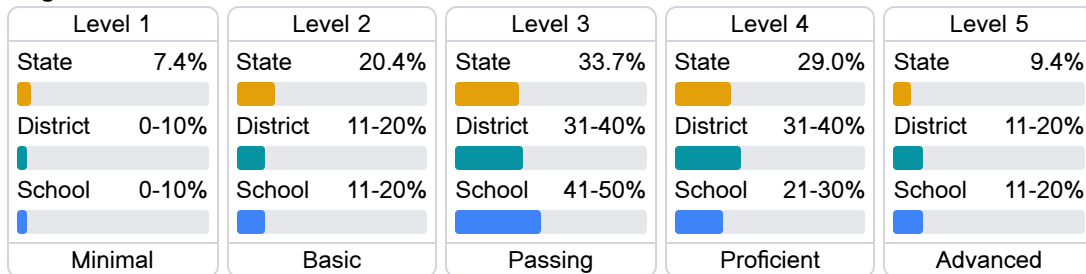 Level 1
State 7.4%
District 0-10%
School 0-10%
Minimal
Level 2
State 20.4%
District 11-20%
School 11-20%
Basic
Level 3
State 33.7%
District 31-40%
School 41-50%
Passing
Level 4
State 29.0%
District 31-40%
School 21-30%
Proficient
Level 5
State 9.4%
District 11-20%
School 11-20%
Advanced